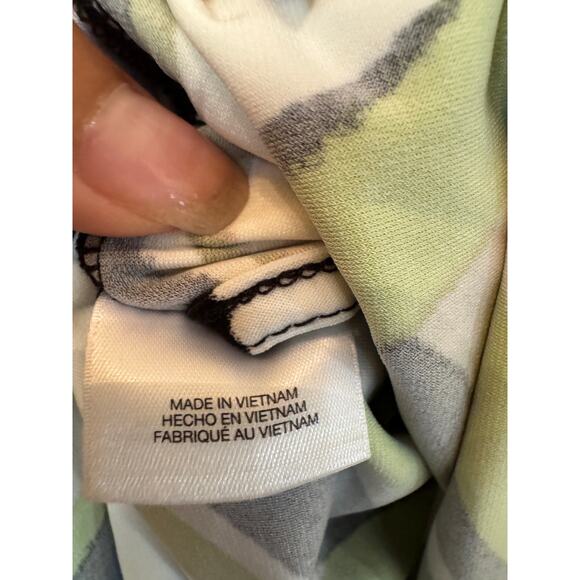 MADE IN VIETNAM
HECHO EN VIETNAM
FABRIQUÉ AU VIETNAM